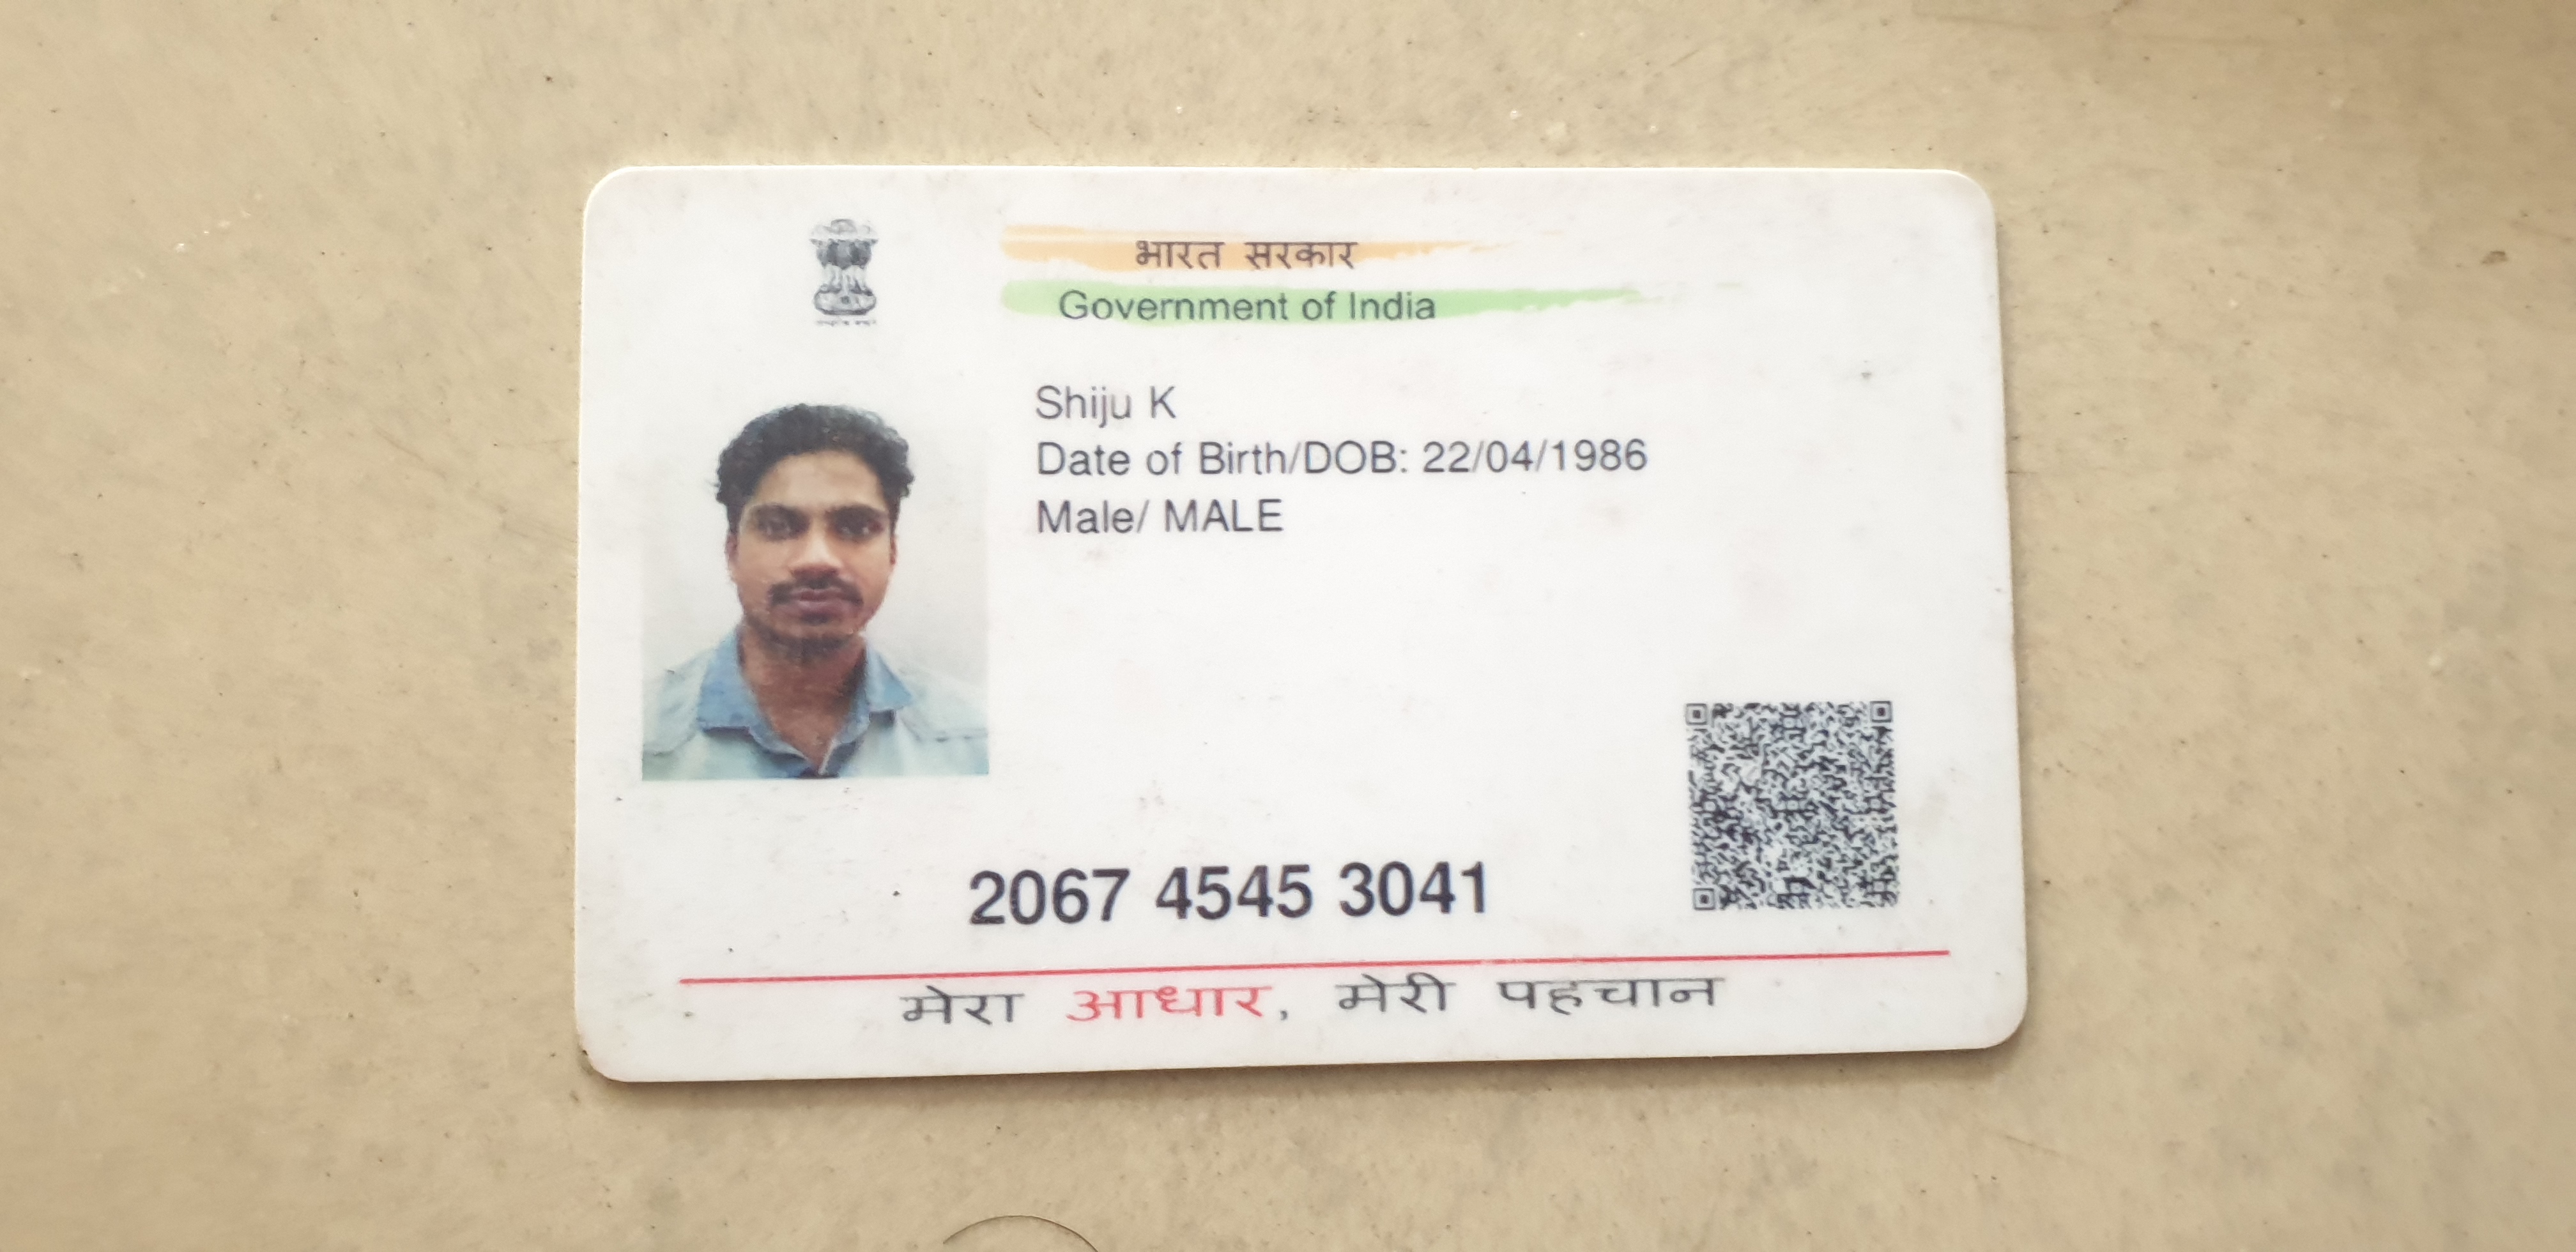 भारत सरकार
Government of India
Shiju K
Date of Birth/DOB: 22/04/1986
Male/ MALE
2067 4545 3041
मेरा आधार, मेरी पहचान